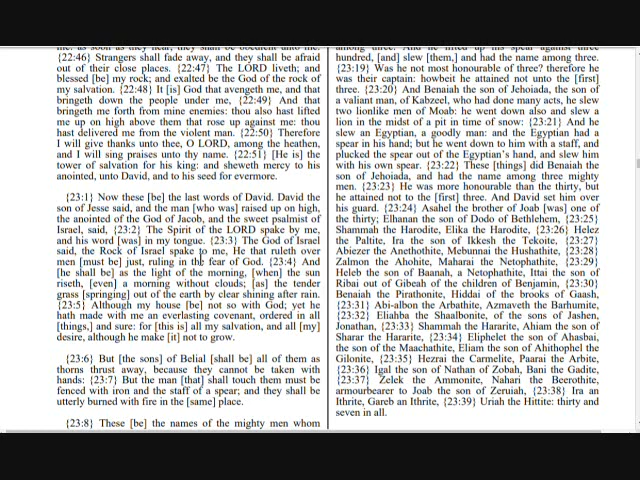 me: as soon as they hear, they shall be obedient unto me.
{22:46} Strangers shall fade away, and they shall be afraid
out of their close places. {22:47} The LORD liveth; and
blessed [be] my rock; and exalted be the God of the rock of
my salvation. {22:48} It [is] God that avengeth me, and that
bringeth down the people under me, {22:49} And that
bringeth me forth from mine enemies: thou also hast lifted
me up on high above them that rose up against me: thou
hast delivered me from the violent man. {22:50} Therefore
I will give thanks unto thee, O LORD, among the heathen,
and I will sing praises unto thy name. {22:51} [He is] the
tower of salvation for his king: and sheweth mercy to his
anointed, unto David, and to his seed for evermore.
{23:1} Now these [be] the last words of David. David the
son of Jesse said, and the man [who was] raised up on high,
the anointed of the God of Jacob, and the sweet psalmist of
Israel, said, {23:2} The Spirit of the LORD spake by me,
and his word [was] in my tongue. {23:3} The God of Israel
said, the Rock of Israel spake to me, He that ruleth over
men [must be] just, ruling in the fear of God. {23:4} And
[he shall be] as the light of the morning, [when] the sun
riseth, [even] a morning without clouds; [as] the tender
grass [springing] out of the earth by clear shining after rain.
{23:5} Although my house [be] not so with God; yet he
hath made with me an everlasting covenant, ordered in all
[things,] and sure: for [this is] all my salvation, and all [my]
desire, although he make [it] not to grow.
{23:6} But [the sons] of Belial [shall be] all of them as
thorns thrust away, because they cannot be taken with
hands: {23:7} But the man [that] shall touch them must be
fenced with iron and the staff of a spear; and they shall be
utterly burned with fire in the [same] place.
{23:8} These [be] the names of the mighty men whom
among three. And he lifted up his spear against three
hundred, [and] slew [them,] and had the name among three.
{23:19} Was he not most honourable of three? therefore he
was their captain: howbeit he attained not unto the [first]
three. {23:20} And Benaiah the son of Jehoiada, the son of
a valiant man, of Kabzeel, who had done many acts, he slew
two lionlike men of Moab: he went down also and slew a
lion in the midst of a pit in time of snow: {23:21} And he
slew an Egyptian, a goodly man: and the Egyptian had a
spear in his hand; but he went down to him with a staff, and
plucked the spear out of the Egyptian's hand, and slew him
with his own spear. {23:22} These [things] did Benaiah the
son of Jehoiada, and had the name among three mighty
men. {23:23} He was more honourable than the thirty, but
he attained not to the [first] three. And David set him over
his guard. {23:24} Asahel the brother of Joab [was] one of
the thirty; Elhanan the son of Dodo of Bethlehem, {23:25}
Shammah the Harodite, Elika the Harodite, {23:26} Helez
the Paltite, Ira the son of Ikkesh the Tekoite, {23:27}
Abiezer the Anethothite, Mebunnai the Hushathite, {23:28}
Zalmon the Ahohite, Maharai the Netophathite, {23:29}
Heleb the son of Baanah, a Netophathite, Ittai the son of
Ribai out of Gibeah of the children of Benjamin, {23:30}
Benaiah the Pirathonite, Hiddai of the brooks of Gaash,
{23:31} Abi-albon the Arbathite, Azmaveth the Barhumite,
{23:32} Eliahba the Shaalbonite, of the sons of Jashen,
Jonathan, {23:33} Shammah the Hararite, Ahiam the son of
Sharar the Hararite, {23:34} Eliphelet the son of Ahasbai,
the son of the Maachathite, Eliam the son of Ahithophel the
Gilonite, {23:35} Hezrai the Carmelite, Paarai the Arbite,
{23:36} Igal the son of Nathan of Zobah, Bani the Gadite,
{23:37} Zelek the Ammonite, Nahari the Beerothite,
armourbearer to Joab the son of Zeruiah, {23:38} Ira an
Ithrite, Gareb an Ithrite, {23:39} Uriah the Hittite: thirty and
seven in all.